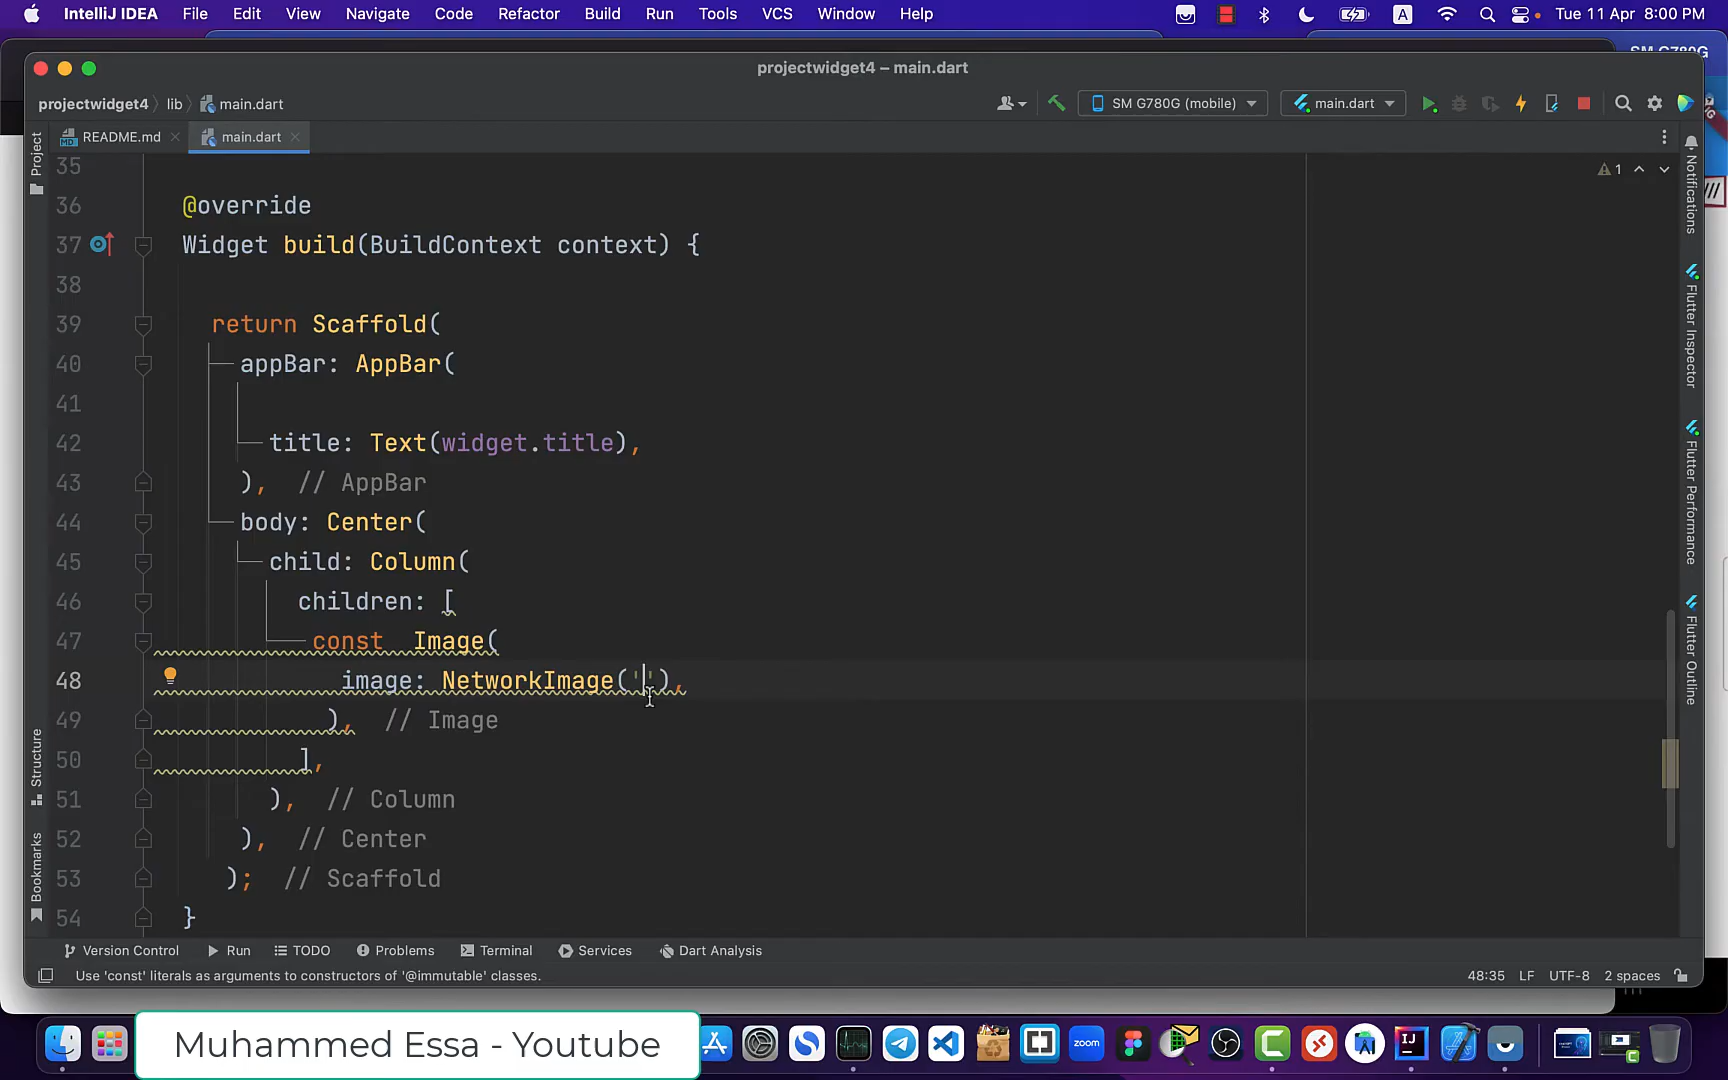 IntelliJ IDEA File Edit View Navigate Code Refactor Build Run Tools VCS Window Help A Tue 11 Apr 8:00 PM
SM G780G
projectwidget4 – main.dart
projectwidget4 lib main.dart SM G780G (mobile) main.dart
README.md main.dart
Project
Notifications
Flutter Inspector
Flutter Performance
Flutter Outline
Structure
Bookmarks
1
35
36 @override
37 Widget build(BuildContext context) {
38
39 return Scaffold(
40 appBar: AppBar(
41
42 title: Text(widget.title),
43 ), // AppBar
44 body: Center(
45 child: Column(
46 children: [
47 const Image(
48 image: NetworkImage(''),
49 ), // Image
50 ],
51 ), // Column
52 ), // Center
53 ); // Scaffold
54 }
Version Control Run TODO Problems Terminal Services Dart Analysis
Use 'const' literals as arguments to constructors of '@immutable' classes. 48:35 LF UTF-8 2 spaces
Muhammed Essa - Youtube
zoom
IJ